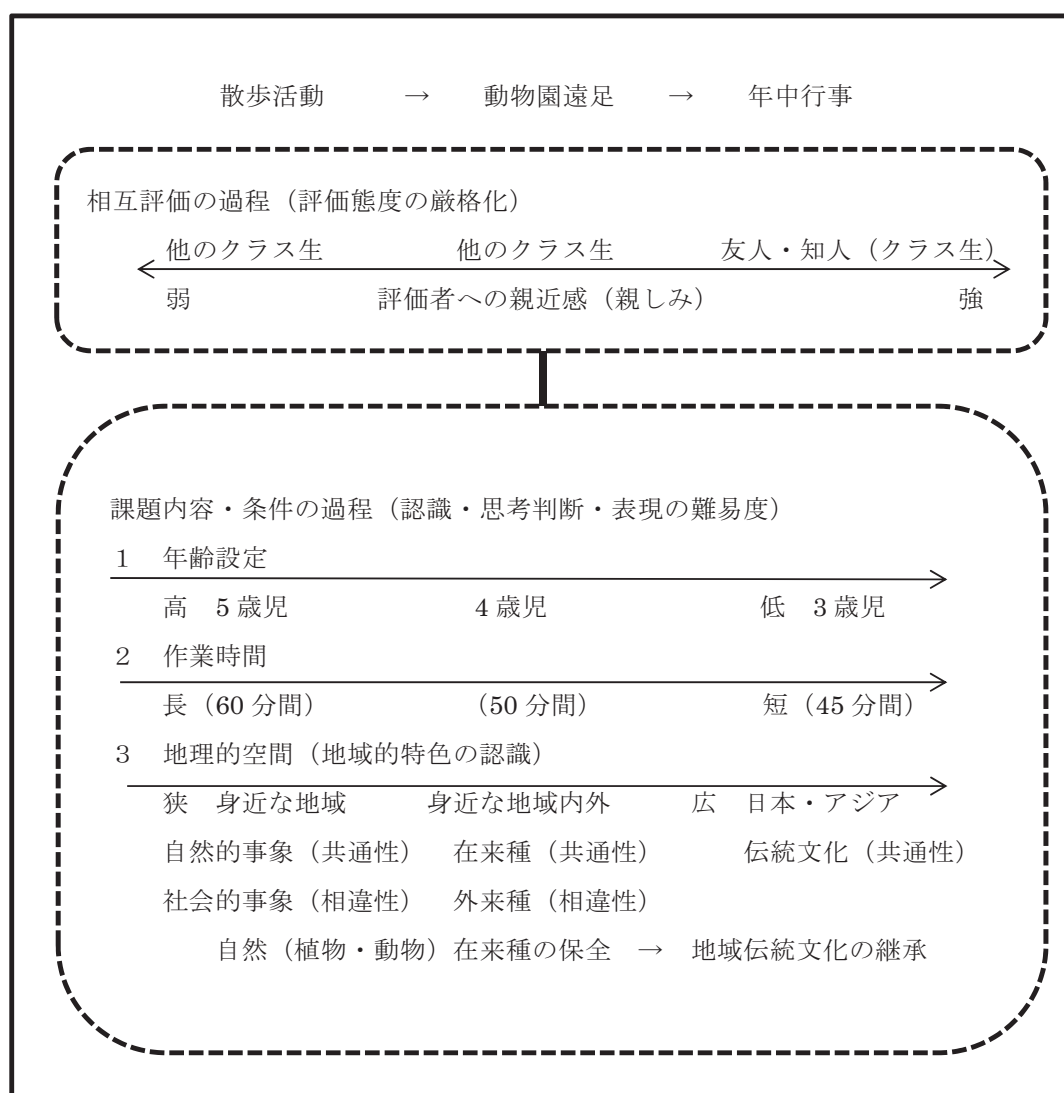 散歩活動 → 動物園遠足 → 年中行事
相互評価の過程（評価態度の厳格化）
他のクラス生 他のクラス生 友人・知人（クラス生）
弱 評価者への親近感（親しみ） 強
課題内容・条件の過程（認識・思考判断・表現の難易度）
１ 年齢設定
高 5歳児 4歳児 低 3歳児
２ 作業時間
長（60分間） （50分間） 短（45分間）
３ 地理的空間（地域的特色の認識）
狭 身近な地域 身近な地域内外 広 日本・アジア
自然的事象（共通性） 在来種（共通性） 伝統文化（共通性）
社会的事象（相違性） 外来種（相違性）
自然（植物・動物）在来種の保全 → 地域伝統文化の継承